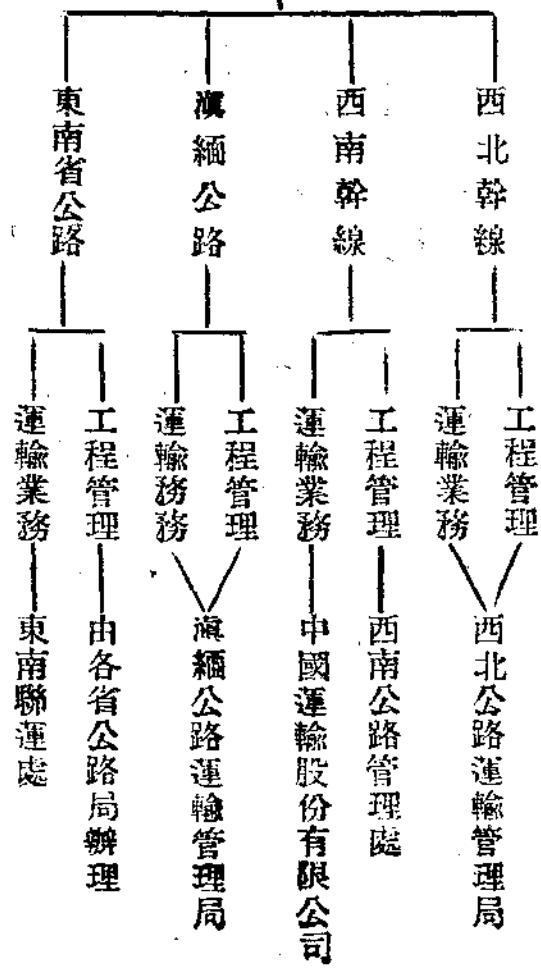 西北幹線
西南幹線
滇緬公路
東南省公路
工程管理
運輸業務
工程管理
運輸業務
工程管理
運輸務務
工程管理
運輸業務
西北公路運輸管理局
西南公路管理處
中國運輸股份有限公司
滇緬公路運輸管理局
由各省公路局辦理
東南聯運處